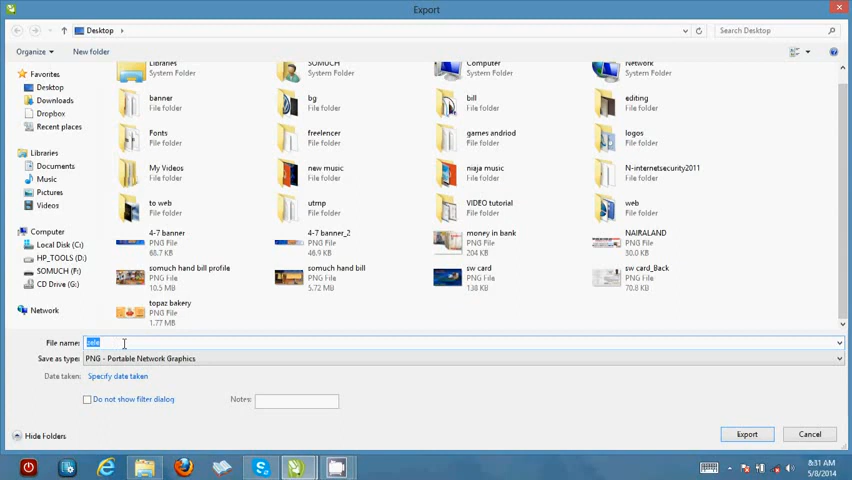 Export
Desktop
Search Desktop
Organize
New folder
Favorites
Desktop
Downloads
Dropbox
Recent places
Libraries
Documents
Music
Pictures
Videos
Computer
Local Disk (C:)
HP_TOOLS (D:)
SOMUCH (F:)
CD Drive (G:)
Network
Libraries
System Folder
SOMUCH
System Folder
Computer
System Folder
Network
System Folder
banner
File folder
bg
File folder
bill
File folder
editing
File folder
Fonts
File folder
freelencer
File folder
games andriod
File folder
logos
File folder
My Videos
File folder
new music
File folder
niaja music
File folder
N-internetsecurity2011
File folder
to web
File folder
utmp
File folder
VIDEO tutorial
File folder
web
File folder
4-7 banner
PNG File
68.7 KB
4-7 banner_2
PNG File
46.9 KB
money in bank
PNG File
204 KB
NAIRALAND
PNG File
30.0 KB
somuch hand bill profile
PNG File
10.5 MB
somuch hand bill
PNG File
5.72 MB
sw card
PNG File
138 KB
sw card_Back
PNG File
70.8 KB
topaz bakery
PNG File
1.77 MB
File name:
zefe
Save as type:
PNG - Portable Network Graphics
Date taken:
Specify date taken
Do not show filter dialog
Notes:
Hide Folders
Export
Cancel
8:31 AM
5/8/2014